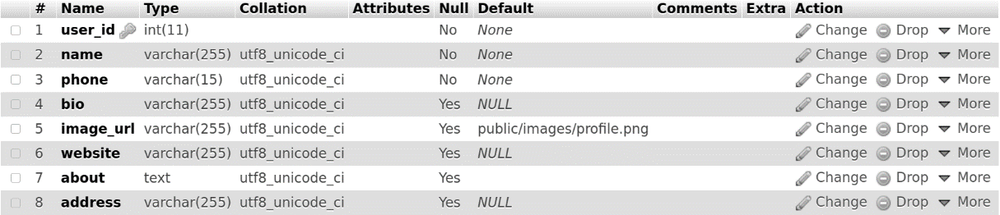 # Name Type Collation Attributes Null Default Comments Extra Action
1 user_id int(11) No None Change Drop More
2 name varchar(255) utf8_unicode_ci No None Change Drop More
3 phone varchar(15) utf8_unicode_ci No None Change Drop More
4 bio varchar(255) utf8_unicode_ci Yes NULL Change Drop More
5 image_url varchar(255) utf8_unicode_ci Yes public/images/profile.png Change Drop More
6 website varchar(255) utf8_unicode_ci Yes NULL Change Drop More
7 about text utf8_unicode_ci Yes Change Drop More
8 address varchar(255) utf8_unicode_ci Yes NULL Change Drop More